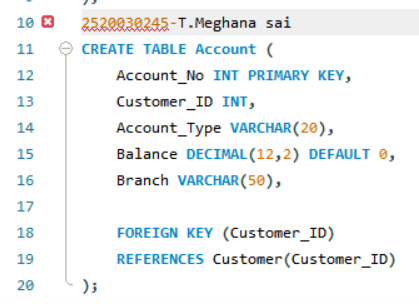 10 2520030245-T.Meghana sai
11 CREATE TABLE Account (
12 Account_No INT PRIMARY KEY,
13 Customer_ID INT,
14 Account_Type VARCHAR(20),
15 Balance DECIMAL(12,2) DEFAULT 0,
16 Branch VARCHAR(50),
17
18 FOREIGN KEY (Customer_ID)
19 REFERENCES Customer(Customer_ID)
20 );